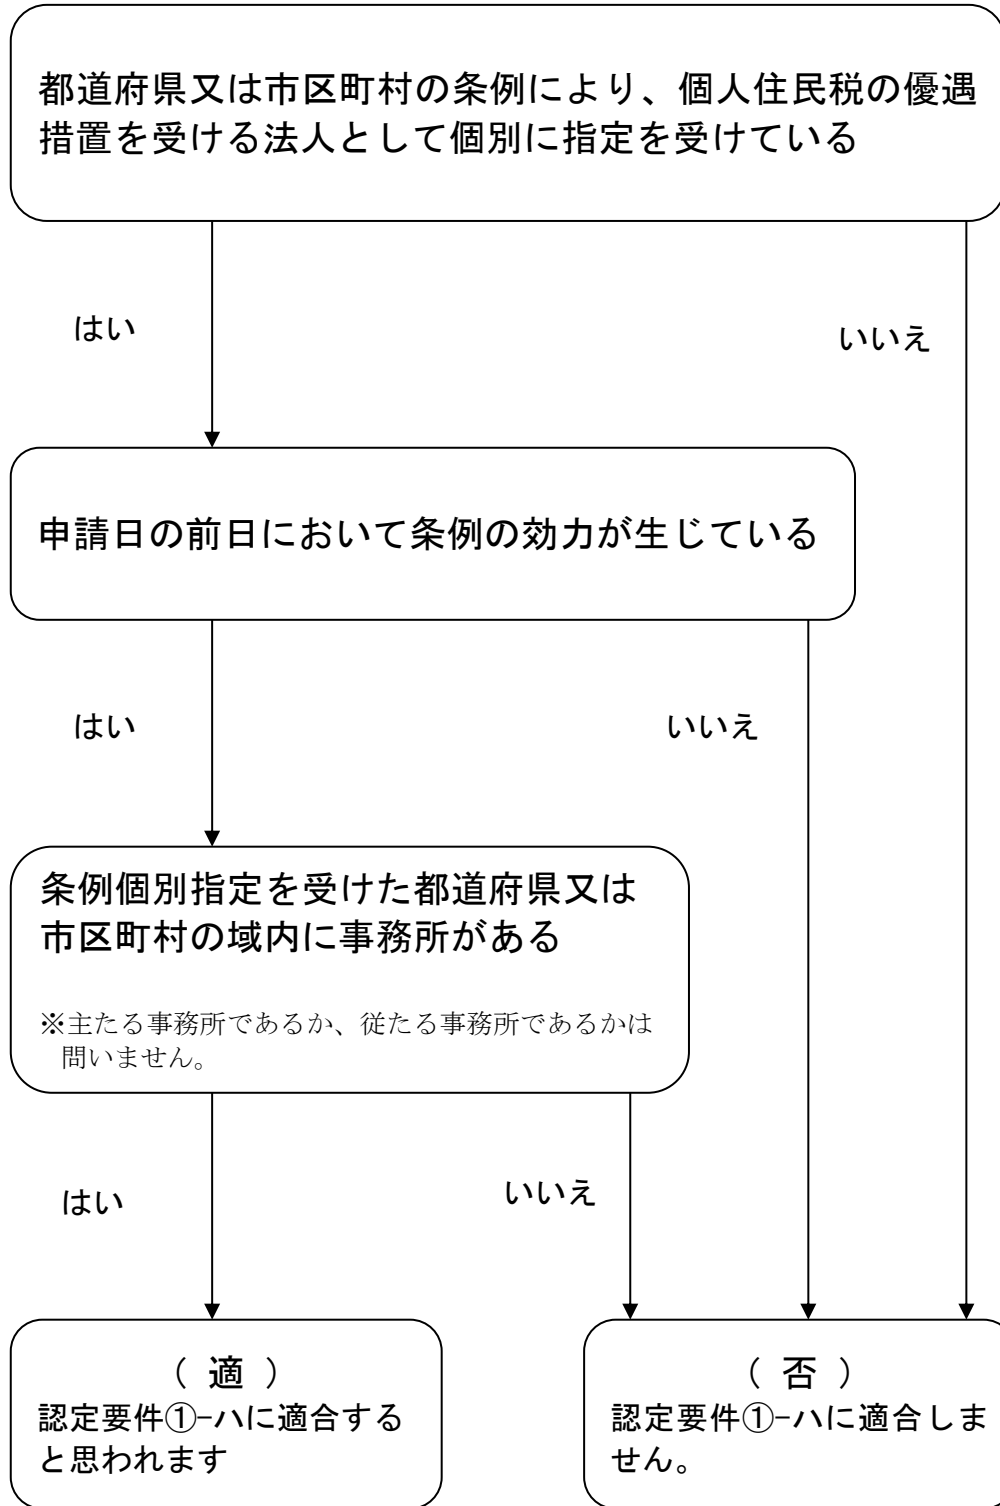 都道府県又は市区町村の条例により、個人住民税の優遇
措置を受ける法人として個別に指定を受けている
はい
いいえ
申請日の前日において条例の効力が生じている
はい
いいえ
条例個別指定を受けた都道府県又は
市区町村の域内に事務所がある
※主たる事務所であるか、従たる事務所であるかは
問いません。
はい
いいえ
（ 適 ）
認定要件①-ハに適合する
と思われます
（ 否 ）
認定要件①-ハに適合しま
せん。